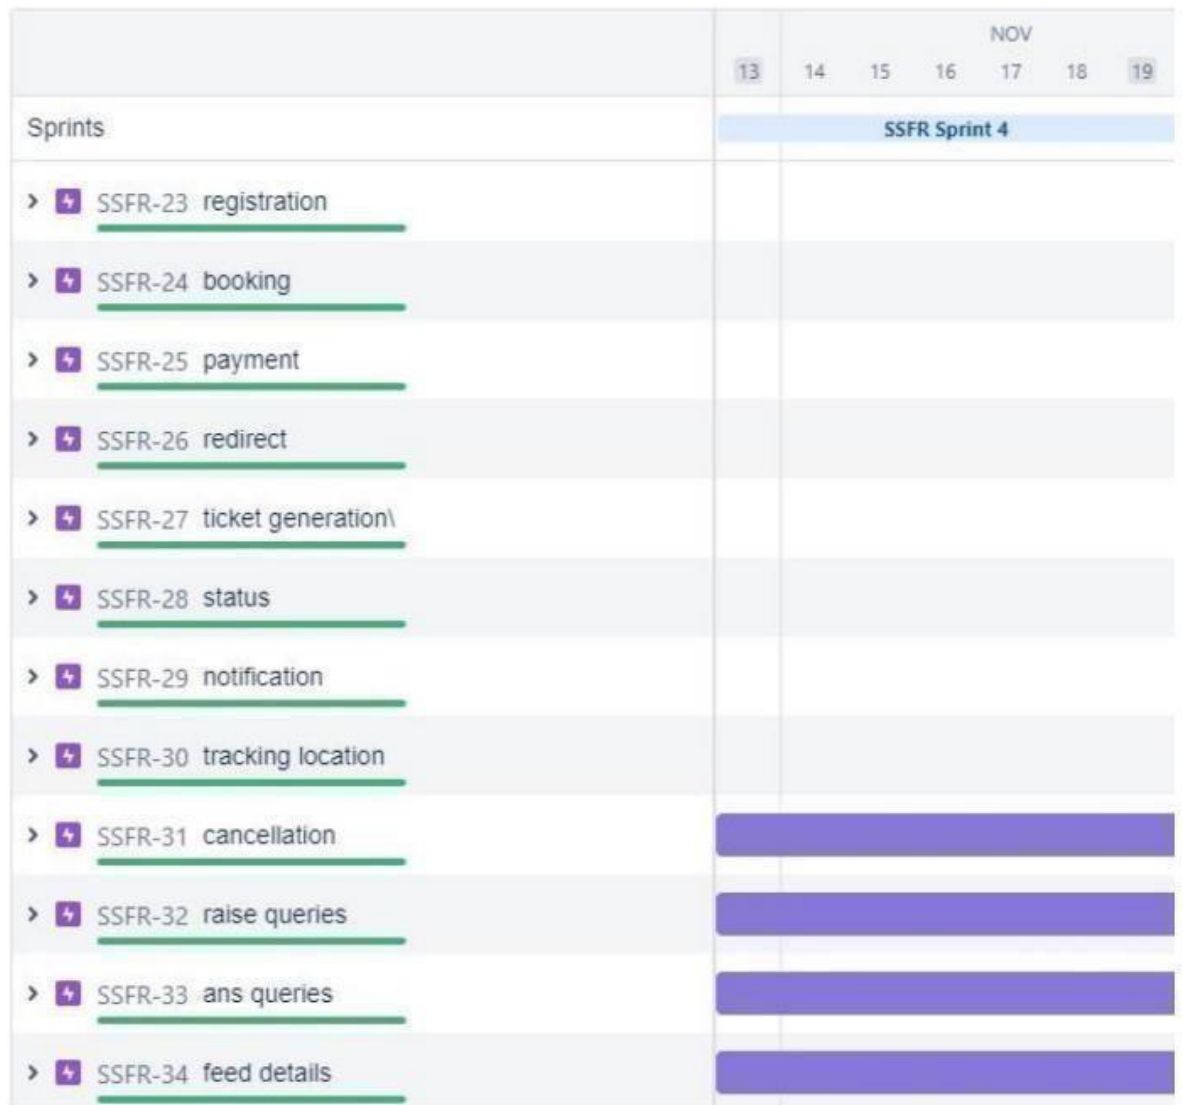 NOV
13 14 15 16 17 18 19
Sprints SSFR Sprint 4
SSFR-23 registration
SSFR-24 booking
SSFR-25 payment
SSFR-26 redirect
SSFR-27 ticket generation\
SSFR-28 status
SSFR-29 notification
SSFR-30 tracking location
SSFR-31 cancellation
SSFR-32 raise queries
SSFR-33 ans queries
SSFR-34 feed details